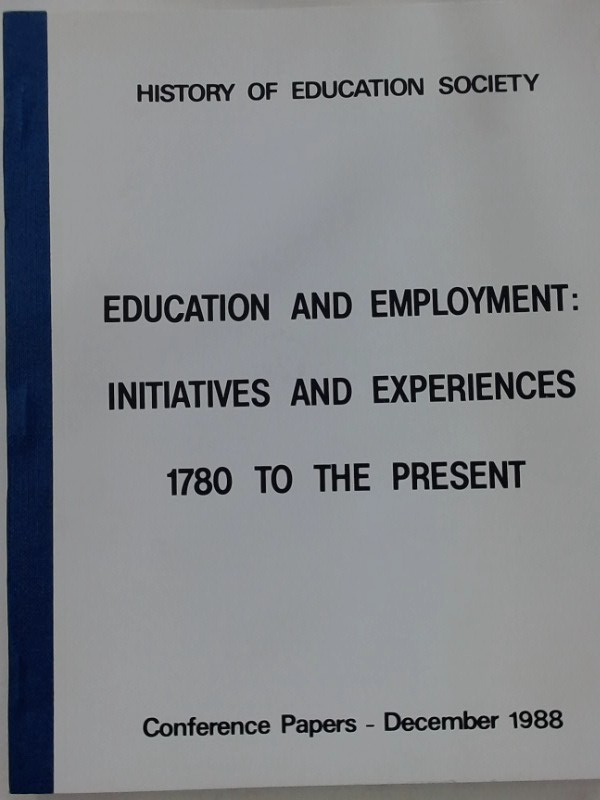 HISTORY OF EDUCATION SOCIETY
EDUCATION AND EMPLOYMENT:
INITIATIVES AND EXPERIENCES
1780 TO THE PRESENT
Conference Papers - December 1988